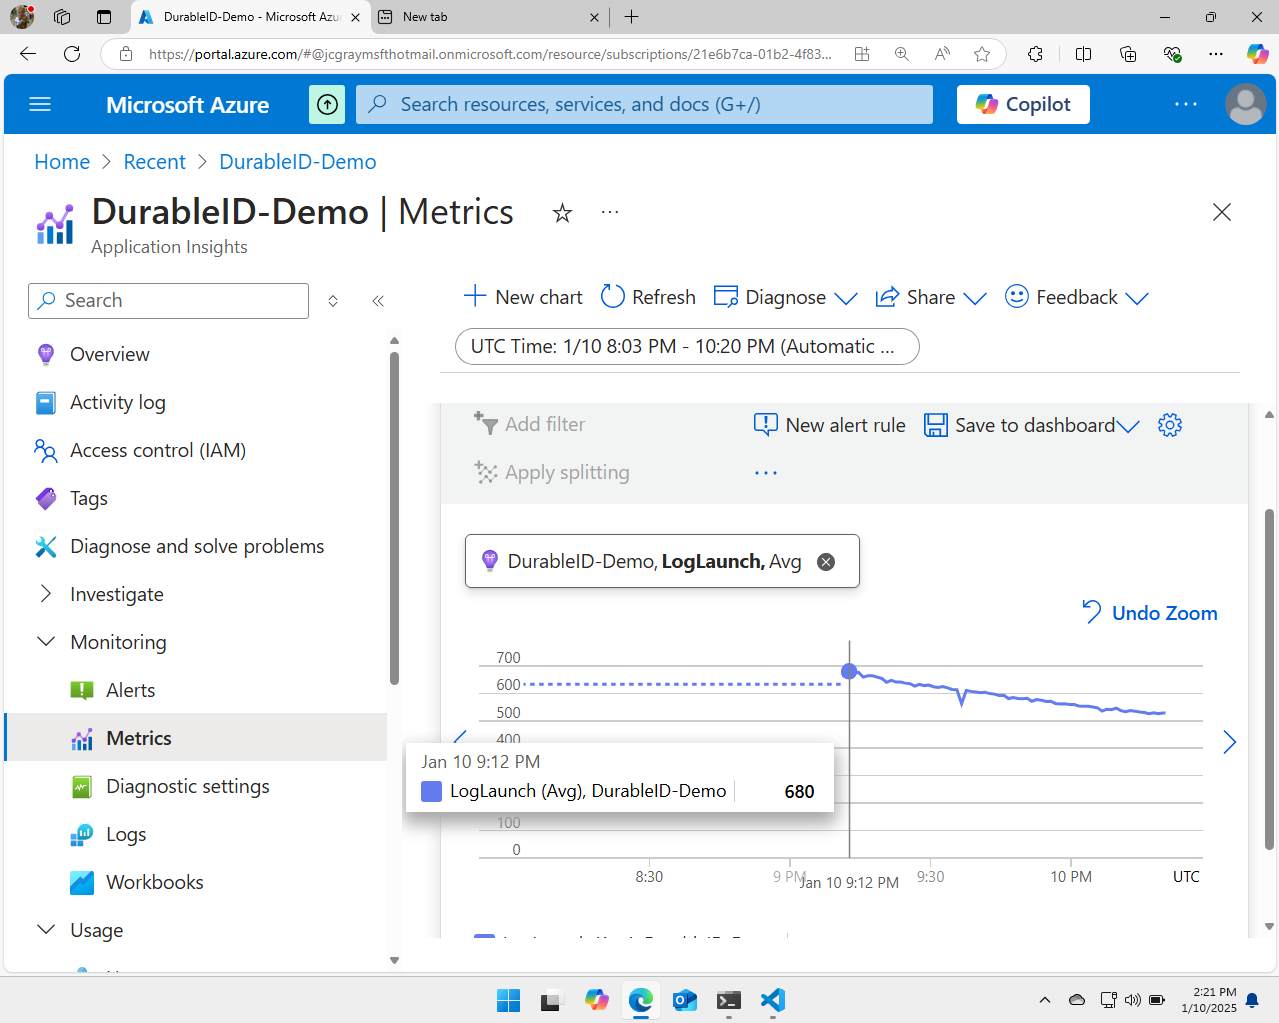 DurableID-Demo - Microsoft Azu
New tab
https://portal.azure.com/#@jcgraymsfthotmail.onmicrosoft.com/resource/subscriptions/21e6b7ca-01b2-4f83...
Microsoft Azure
Search resources, services, and docs (G+/)
Copilot
Home > Recent > DurableID-Demo
DurableID-Demo | Metrics
Application Insights
Search
Overview
Activity log
Access control (IAM)
Tags
Diagnose and solve problems
Investigate
Monitoring
Alerts
Metrics
Diagnostic settings
Logs
Workbooks
Usage
New chart
Refresh
Diagnose
Share
Feedback
UTC Time: 1/10 8:03 PM - 10:20 PM (Automatic ...
Add filter
New alert rule
Save to dashboard
Apply splitting
DurableID-Demo, LogLaunch, Avg
Undo Zoom
700
600
500
400
Jan 10 9:12 PM
LogLaunch (Avg), DurableID-Demo 680
100
0
8:30
9 PM
Jan 10 9:12 PM
9:30
10 PM
UTC
2:21 PM
1/10/2025